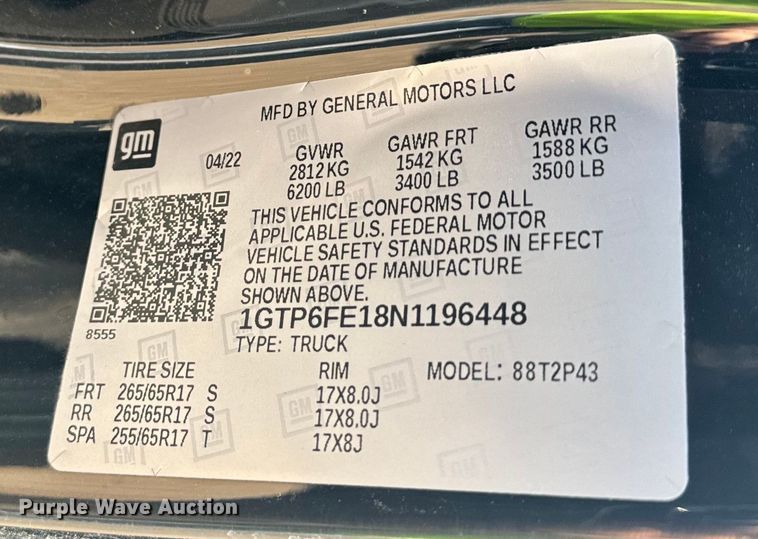 MFD BY GENERAL MOTORS LLC
gm
04/22
GVWR
2812 KG
6200 LB
GAWR FRT
1542 KG
3400 LB
GAWR RR
1588 KG
3500 LB
THIS VEHICLE CONFORMS TO ALL
APPLICABLE U.S. FEDERAL MOTOR
VEHICLE SAFETY STANDARDS IN EFFECT
ON THE DATE OF MANUFACTURE
SHOWN ABOVE.
8555
1GTP6FE18N1196448
TYPE: TRUCK
TIRE SIZE RIM MODEL: 88T2P43
FRT 265/65R17 S 17X8.0J
RR 265/65R17 S 17X8.0J
SPA 255/65R17 T 17X8J
Purple Wave Auction